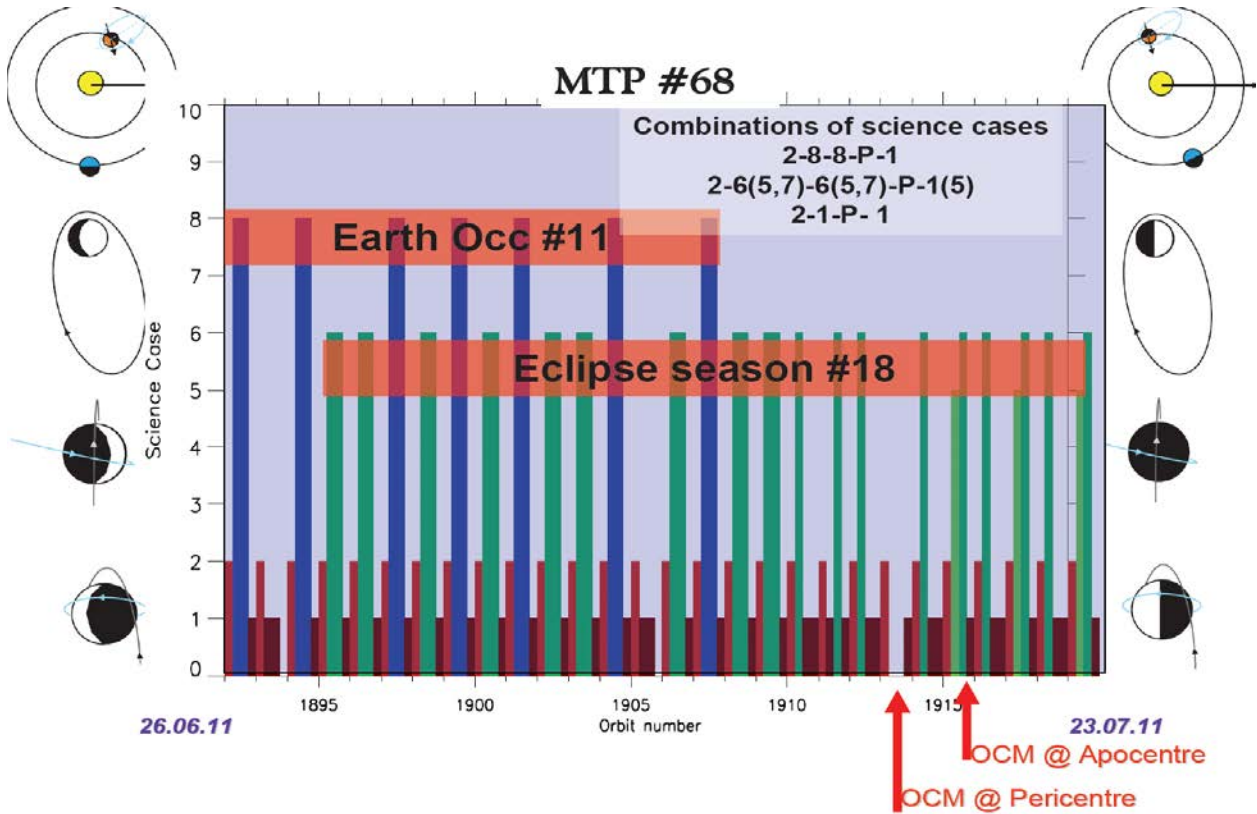 MTP #68
Combinations of science cases
2-8-8-P-1
2-6(5,7)-6(5,7)-P-1(5)
2-1-P- 1
10
9
8
7
6
5
4
3
2
1
0
Science Case
Earth Occ #11
Eclipse season #18
1895
1900
1905
1910
1915
Orbit number
26.06.11
23.07.11
OCM @ Apocentre
OCM @ Pericentre